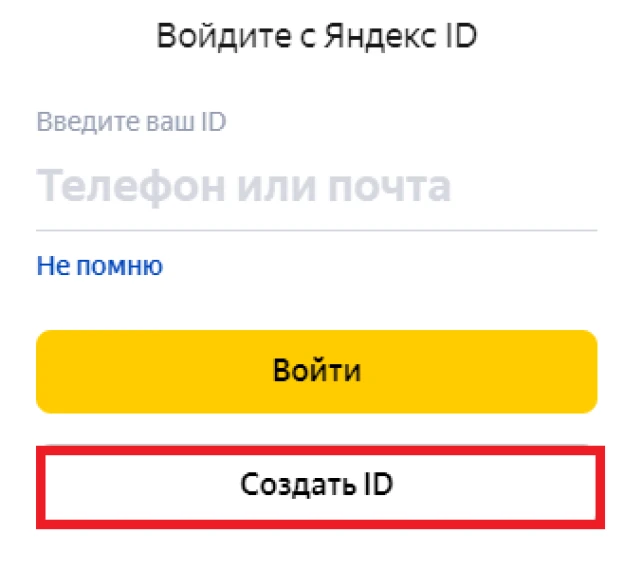 Войдите с Яндекс ID
Введите ваш ID
Телефон или почта
Не помню
Войти
Создать ID